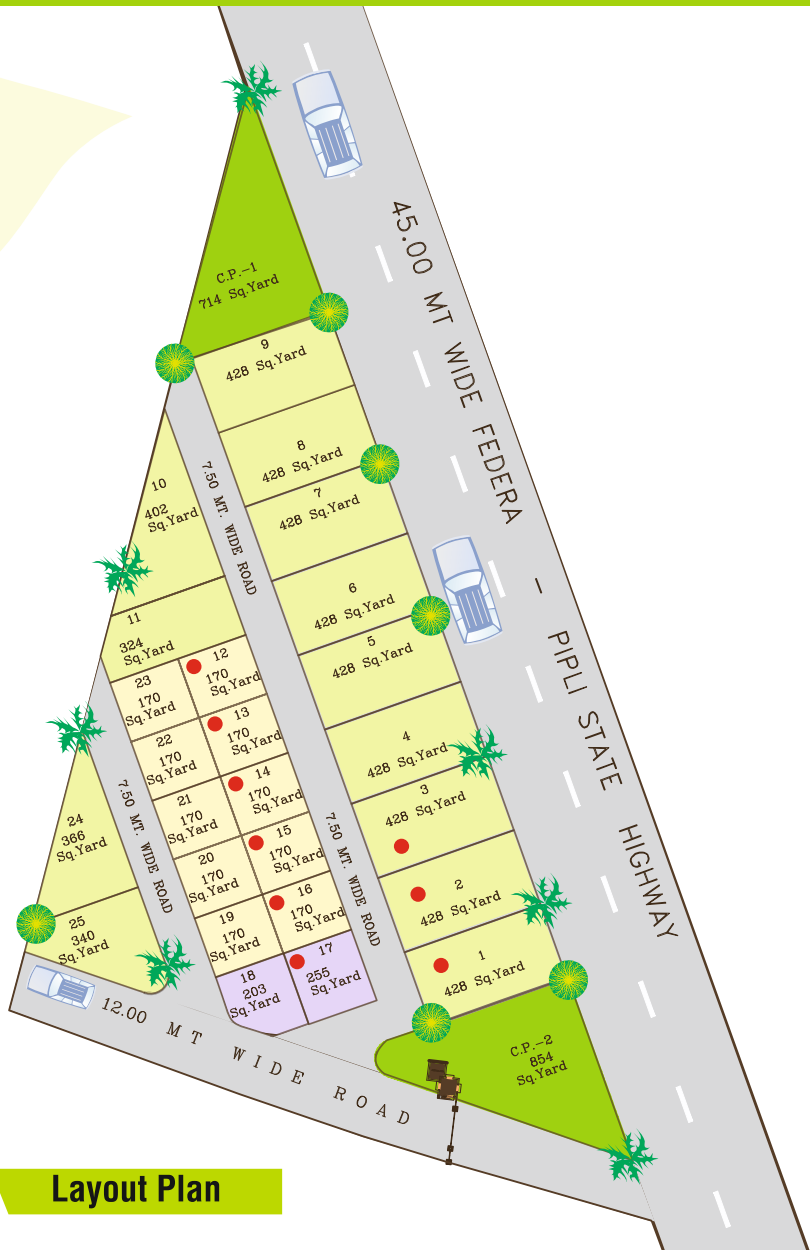 C.P.-1
714 Sq.Yard
45.00 MT WIDE FEDERA - PIPLI STATE HIGHWAY
9
428 Sq.Yard
8
428 Sq.Yard
7
428 Sq.Yard
6
428 Sq.Yard
5
428 Sq.Yard
4
428 Sq.Yard
3
428 Sq.Yard
2
428 Sq.Yard
1
428 Sq.Yard
C.P.-2
854
Sq.Yard
7.50 MT. WIDE ROAD
7.50 MT. WIDE ROAD
10
402
Sq.Yard
11
324
Sq.Yard
12
170
Sq.Yard
13
170
Sq.Yard
14
170
Sq.Yard
15
170
Sq.Yard
16
170
Sq.Yard
17
255
Sq.Yard
23
170
Sq.Yard
22
170
Sq.Yard
21
170
Sq.Yard
20
170
Sq.Yard
19
170
Sq.Yard
18
203
Sq.Yard
7.50 MT. WIDE ROAD
24
366
Sq.Yard
25
340
Sq.Yard
12.00 MT WIDE ROAD
Layout Plan